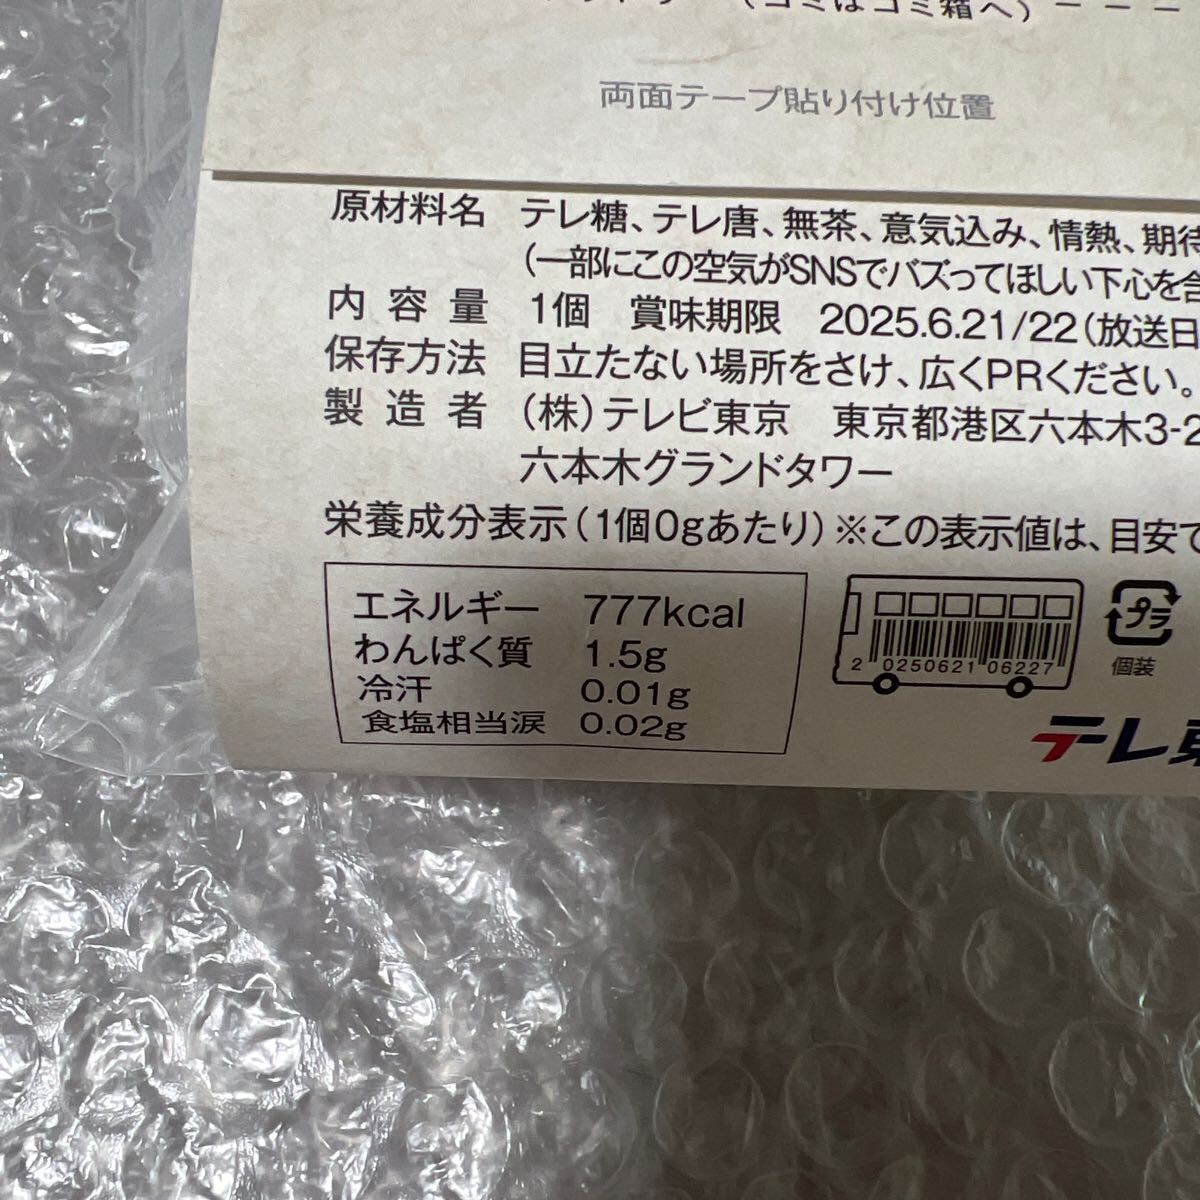 (ゴミはゴミ箱へ)ーーー
両面テープ貼り付け位置
原材料名 テレ糖、テレ唐、無茶、意気込み、情熱、期待
(一部にこの空気がSNSでバズってほしい下心を含
内容量 1個 賞味期限 2025.6.21/22(放送日
保存方法 目立たない場所をさけ、広くPRください。
製造者 (株)テレビ東京 東京都港区六本木3-2
六本木グランドタワー
栄養成分表示(1個0gあたり)※この表示値は、目安で
エネルギー 777kcal
わんぱく質 1.5g
冷汗 0.01g
食塩相当涙 0.02g
2 0250621 06227
プラ
個装
テレ東